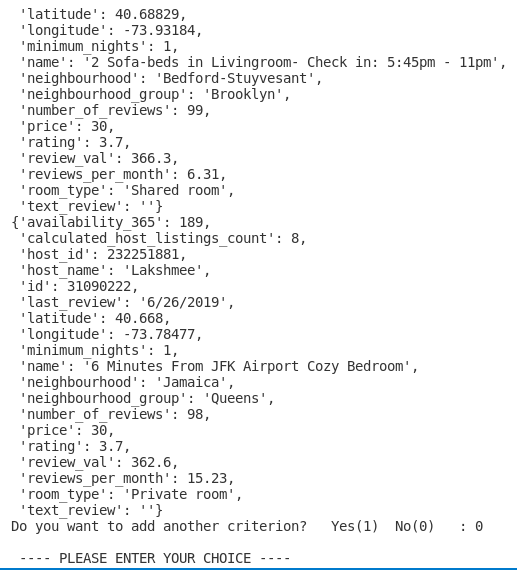 'latitude': 40.68829,
'longitude': -73.93184,
'minimum_nights': 1,
'name': '2 Sofa-beds in Livingroom- Check in: 5:45pm - 11pm',
'neighbourhood': 'Bedford-Stuyvesant',
'neighbourhood_group': 'Brooklyn',
'number_of_reviews': 99,
'price': 30,
'rating': 3.7,
'review_val': 366.3,
'reviews_per_month': 6.31,
'room_type': 'Shared room',
'text_review': ''}
{'availability_365': 189,
'calculated_host_listings_count': 8,
'host_id': 232251881,
'host_name': 'Lakshmee',
'id': 31090222,
'last_review': '6/26/2019',
'latitude': 40.668,
'longitude': -73.78477,
'minimum_nights': 1,
'name': '6 Minutes From JFK Airport Cozy Bedroom',
'neighbourhood': 'Jamaica',
'neighbourhood_group': 'Queens',
'number_of_reviews': 98,
'price': 30,
'rating': 3.7,
'review_val': 362.6,
'reviews_per_month': 15.23,
'room_type': 'Private room',
'text_review': ''}
Do you want to add another criterion?   Yes(1)  No(0)   : 0
---- PLEASE ENTER YOUR CHOICE ----